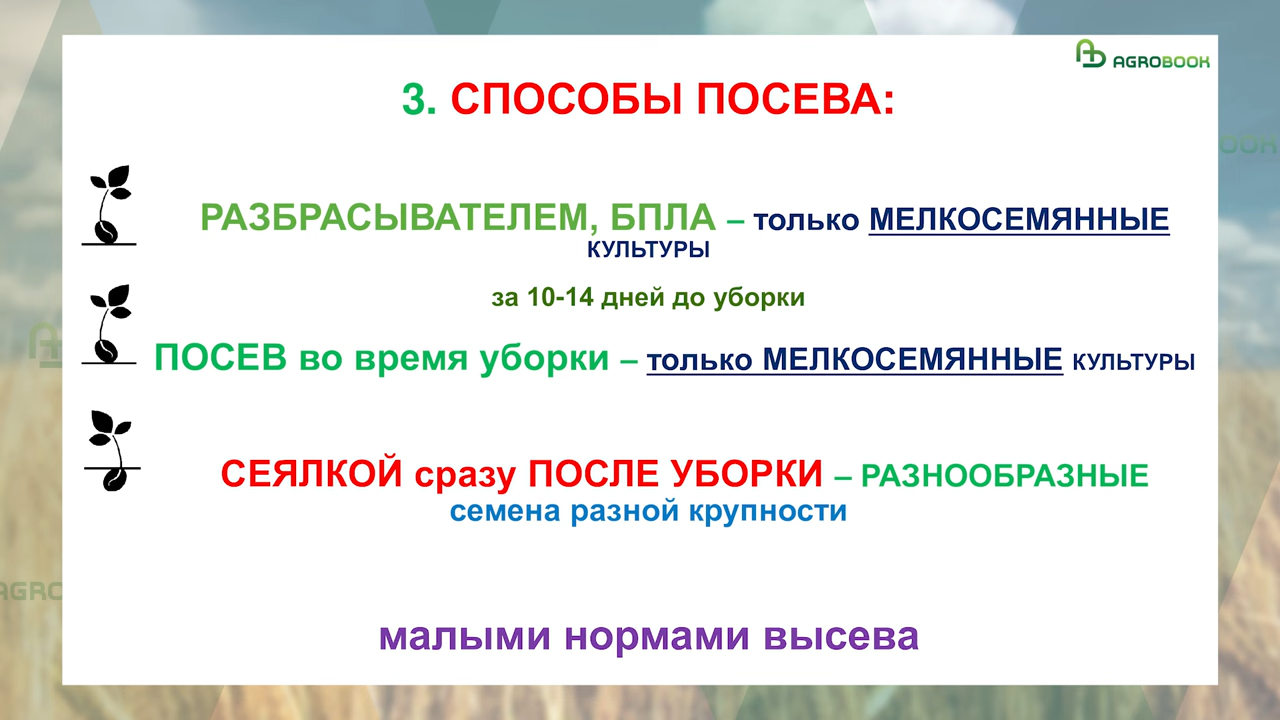 AGROBOOK
3. СПОСОБЫ ПОСЕВА:
РАЗБРАСЫВАТЕЛЕМ, БПЛА – только МЕЛКОСЕМЯННЫЕ
КУЛЬТУРЫ
за 10-14 дней до уборки
ПОСЕВ во время уборки – только МЕЛКОСЕМЯННЫЕ КУЛЬТУРЫ
СЕЯЛКОЙ сразу ПОСЛЕ УБОРКИ – РАЗНООБРАЗНЫЕ
семена разной крупности
малыми нормами высева